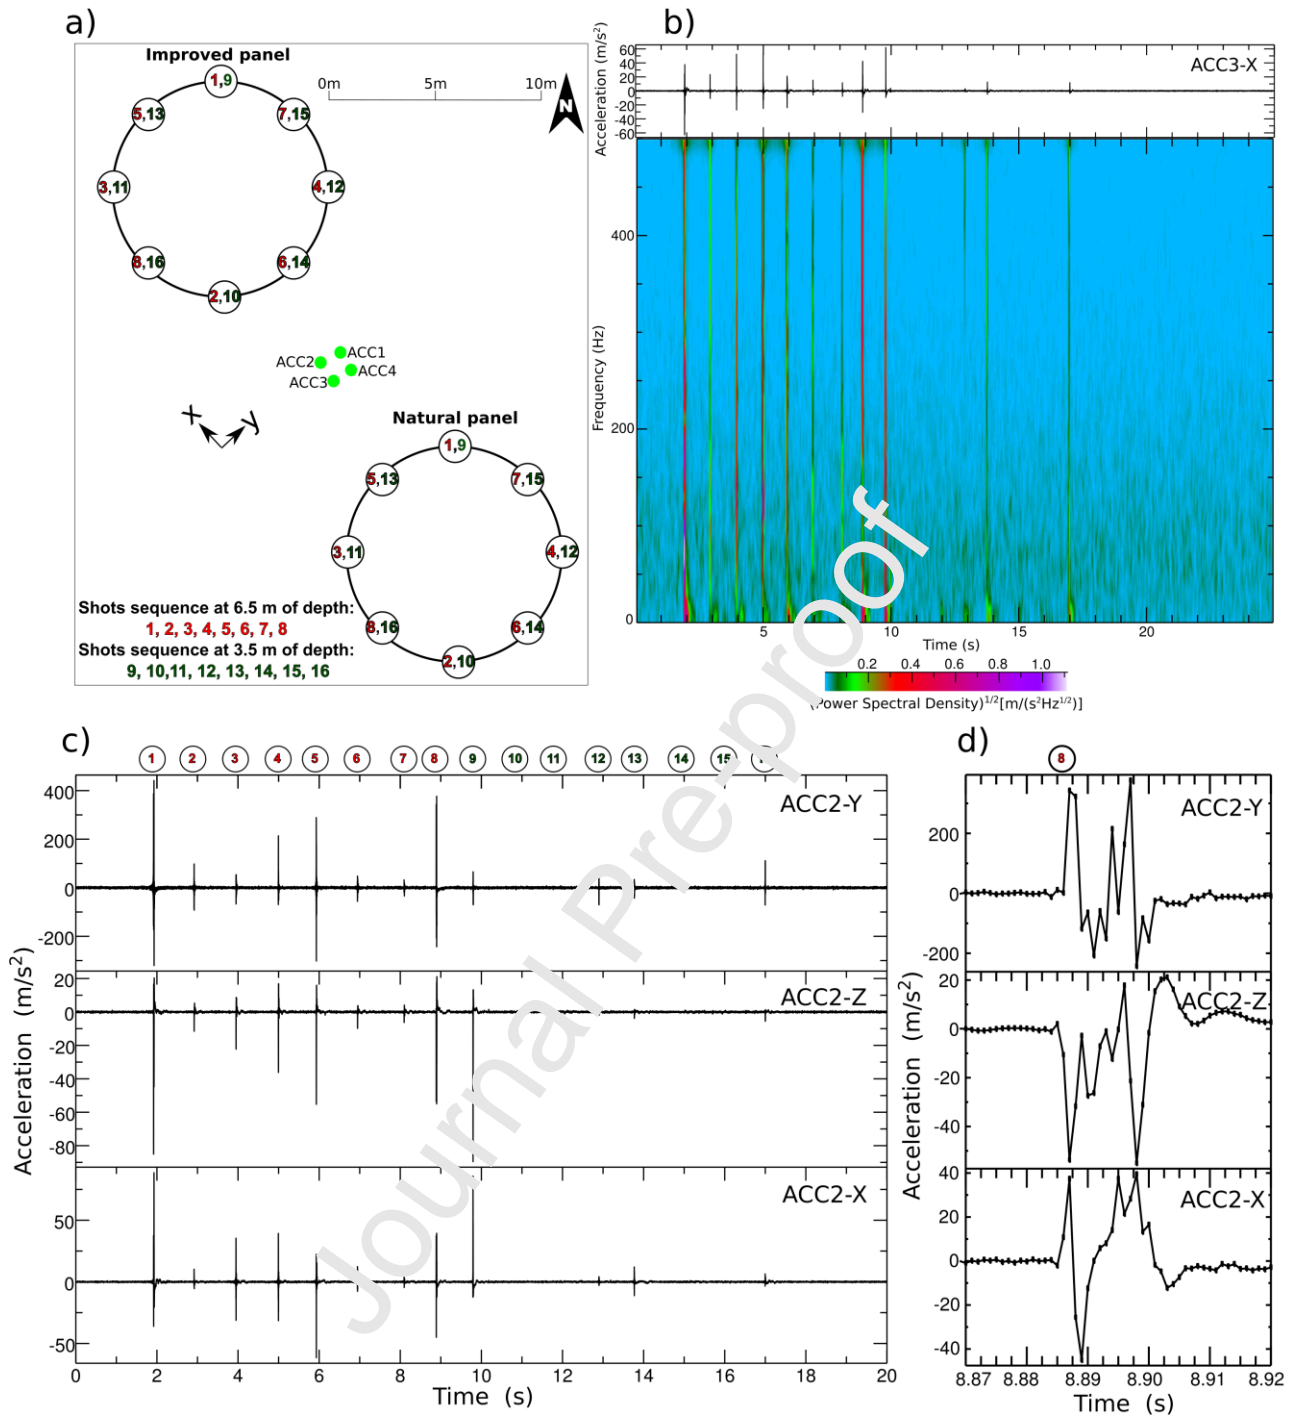 a)
Improved panel
1,9
5,13
7,15
3,11
4,12
8,16
6,14
2,10
0m 5m 10m
N
ACC1
ACC2
ACC4
ACC3
x y
Natural panel
1,9
5,13
7,15
3,11
4,12
8,16
6,14
2,10
Shots sequence at 6.5 m of depth:
1, 2, 3, 4, 5, 6, 7, 8
Shots sequence at 3.5 m of depth:
9, 10,11, 12, 13, 14, 15, 16
b)
Acceleration (m/s²)
60
40
20
0
-20
-40
-60
ACC3-X
Frequency (Hz)
400
200
0
5 10 15 20
Time (s)
0.2 0.4 0.6 0.8 1.0
(Power Spectral Density)¹/²[m/(s²Hz¹/²)]
c)
1 2 3 4 5 6 7 8 9 10 11 12 13 14 15
Acceleration (m/s²)
400
200
0
-200
ACC2-Y
20
0
-20
-40
-60
-80
ACC2-Z
50
0
-50
ACC2-X
0 2 4 6 8 10 12 14 16 18 20
Time (s)
d)
8
Acceleration (m/s²)
200
0
-200
ACC2-Y
20
0
-20
-40
ACC2-Z
40
20
0
-20
-40
ACC2-X
8.87 8.88 8.89 8.90 8.91 8.92
Time (s)
Journal Pre-proof